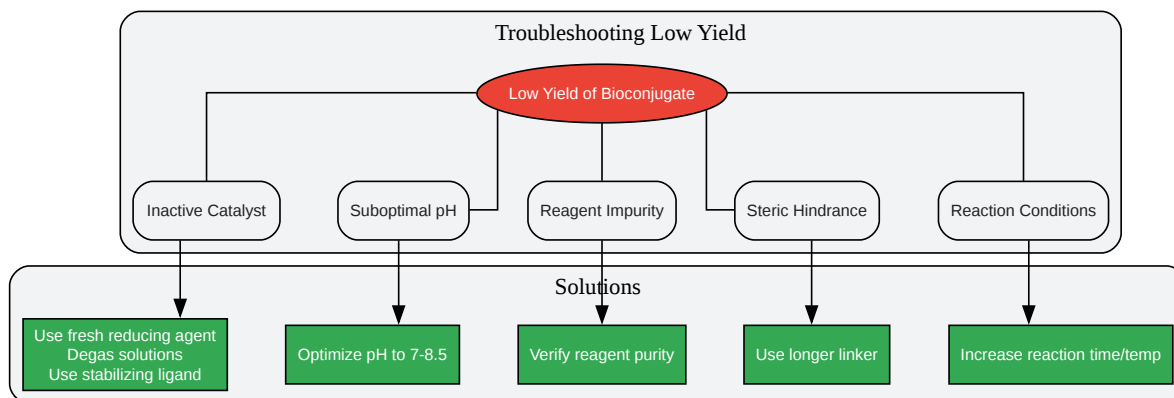 Troubleshooting Low Yield
Low Yield of Bioconjugate
Inactive Catalyst
Suboptimal pH
Reagent Impurity
Steric Hindrance
Reaction Conditions
Solutions
Use fresh reducing agent
Degas solutions
Use stabilizing ligand
Optimize pH to 7-8.5
Verify reagent purity
Use longer linker
Increase reaction time/temp